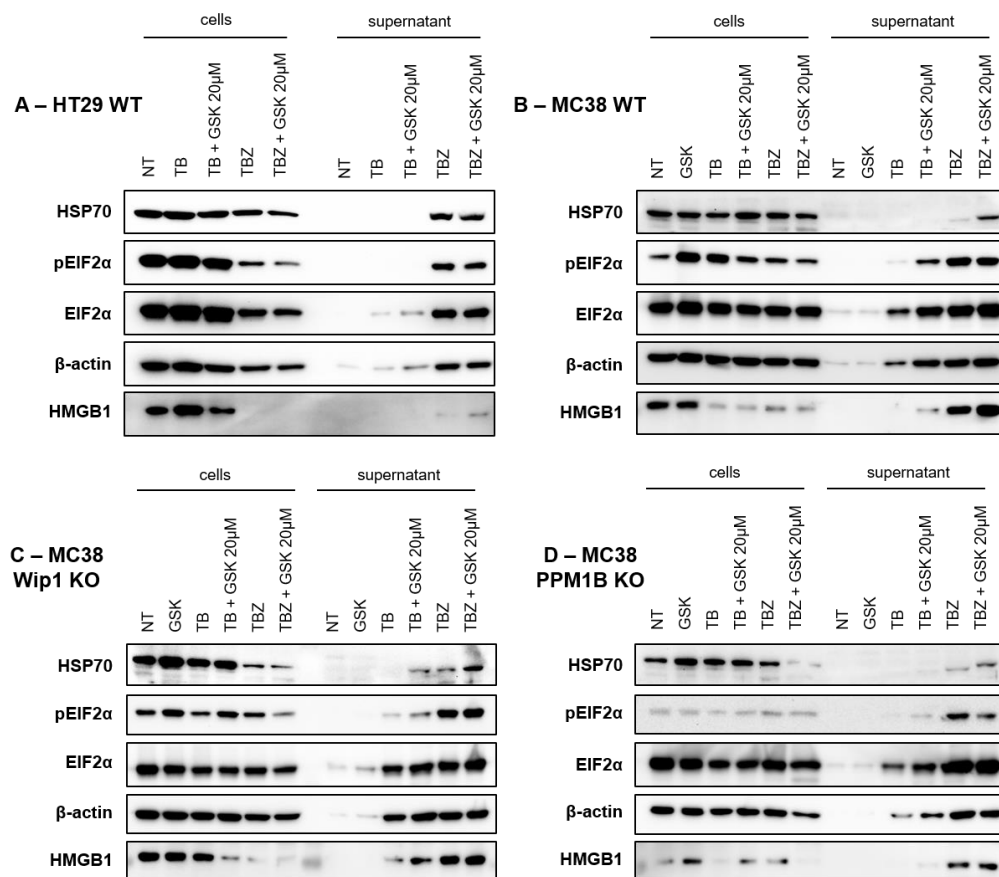 cells
supernatant
A – HT29 WT
NT
TB
TB + GSK 20µM
TBZ
TBZ + GSK 20µM
NT
TB
TB + GSK 20µM
TBZ
TBZ + GSK 20µM
HSP70
pEIF2α
EIF2α
β-actin
HMGB1
cells
supernatant
B – MC38 WT
NT
GSK
TB
TB + GSK 20µM
TBZ
TBZ + GSK 20µM
NT
GSK
TB
TB + GSK 20µM
TBZ
TBZ + GSK 20µM
HSP70
pEIF2α
EIF2α
β-actin
HMGB1
cells
supernatant
C – MC38
Wip1 KO
NT
GSK
TB
TB + GSK 20µM
TBZ
TBZ + GSK 20µM
NT
GSK
TB
TB + GSK 20µM
TBZ
TBZ + GSK 20µM
HSP70
pEIF2α
EIF2α
β-actin
HMGB1
cells
supernatant
D – MC38
PPM1B KO
NT
GSK
TB
TB + GSK 20µM
TBZ
TBZ + GSK 20µM
NT
GSK
TB
TB + GSK 20µM
TBZ
TBZ + GSK 20µM
HSP70
pEIF2α
EIF2α
β-actin
HMGB1